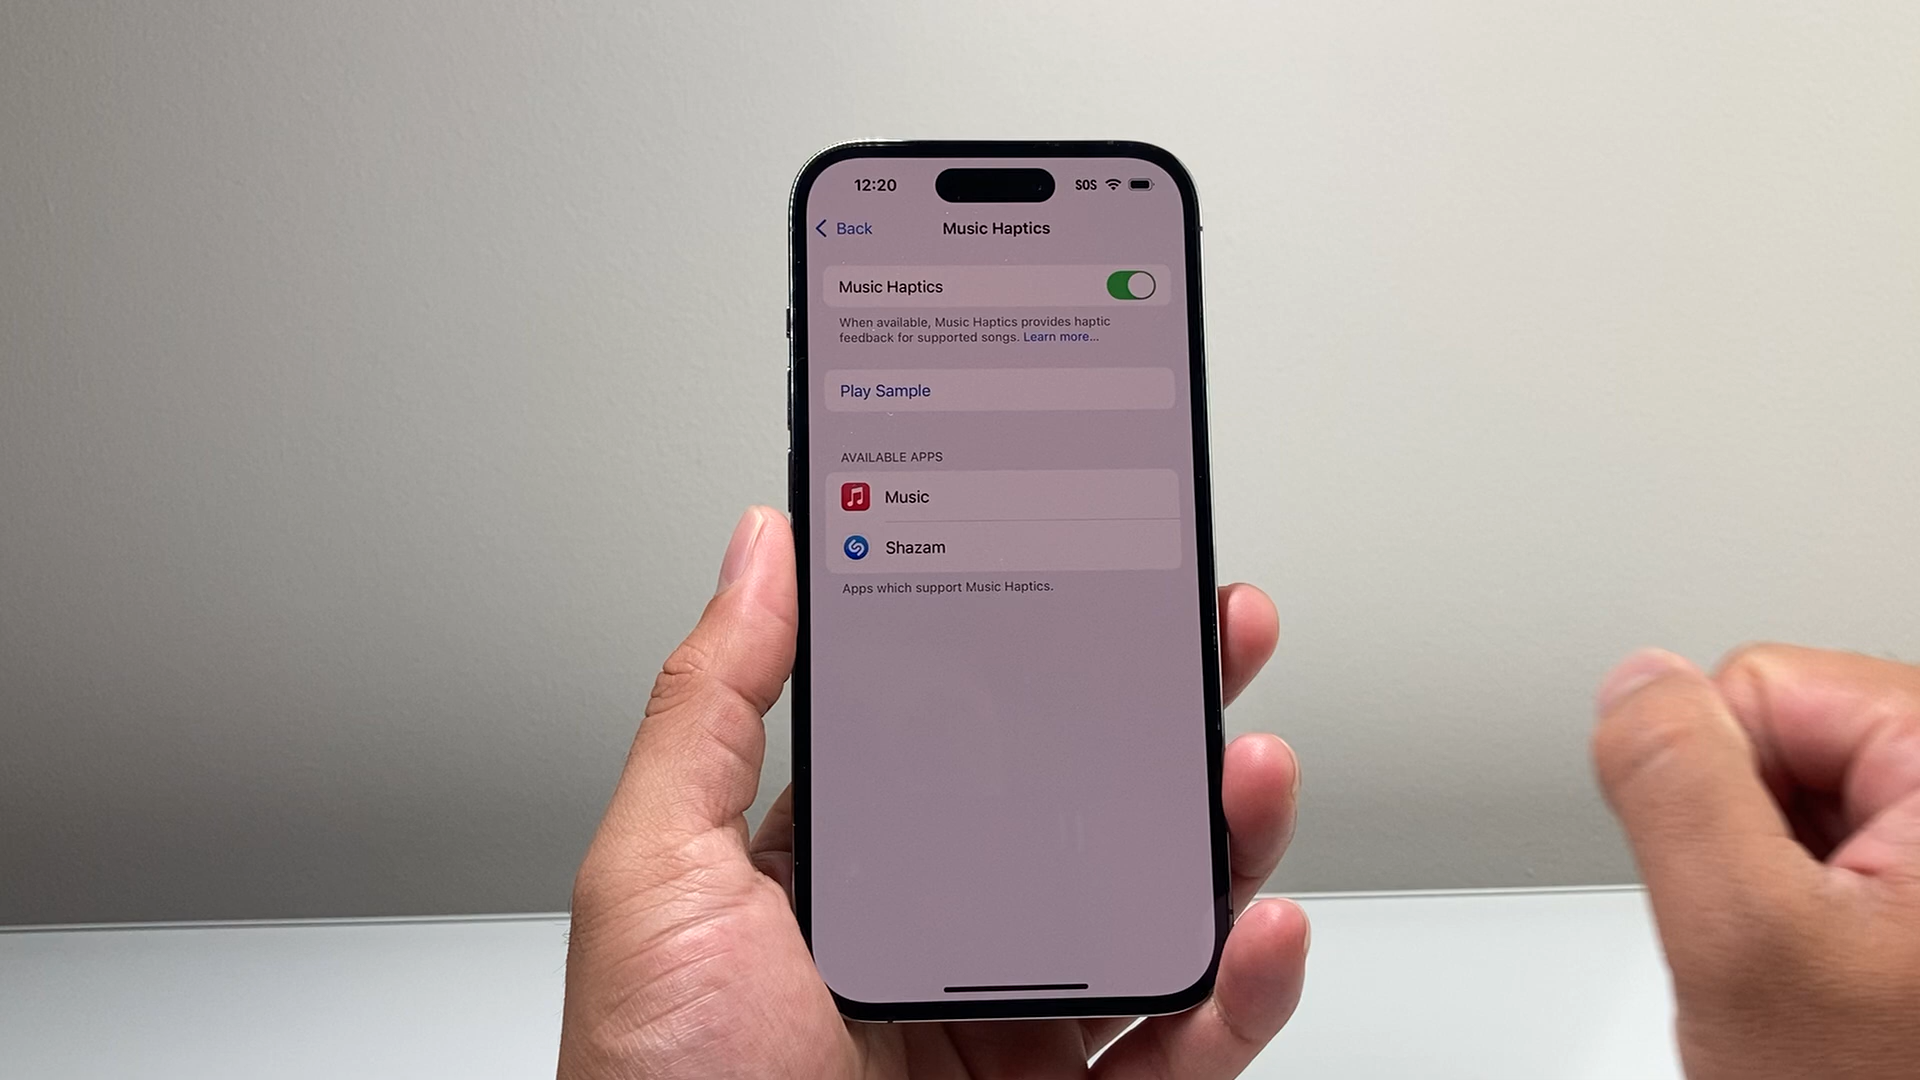 12:20 SOS
Back Music Haptics
Music Haptics
When available, Music Haptics provides haptic
feedback for supported songs. Learn more...
Play Sample
AVAILABLE APPS
Music
Shazam
Apps which support Music Haptics.